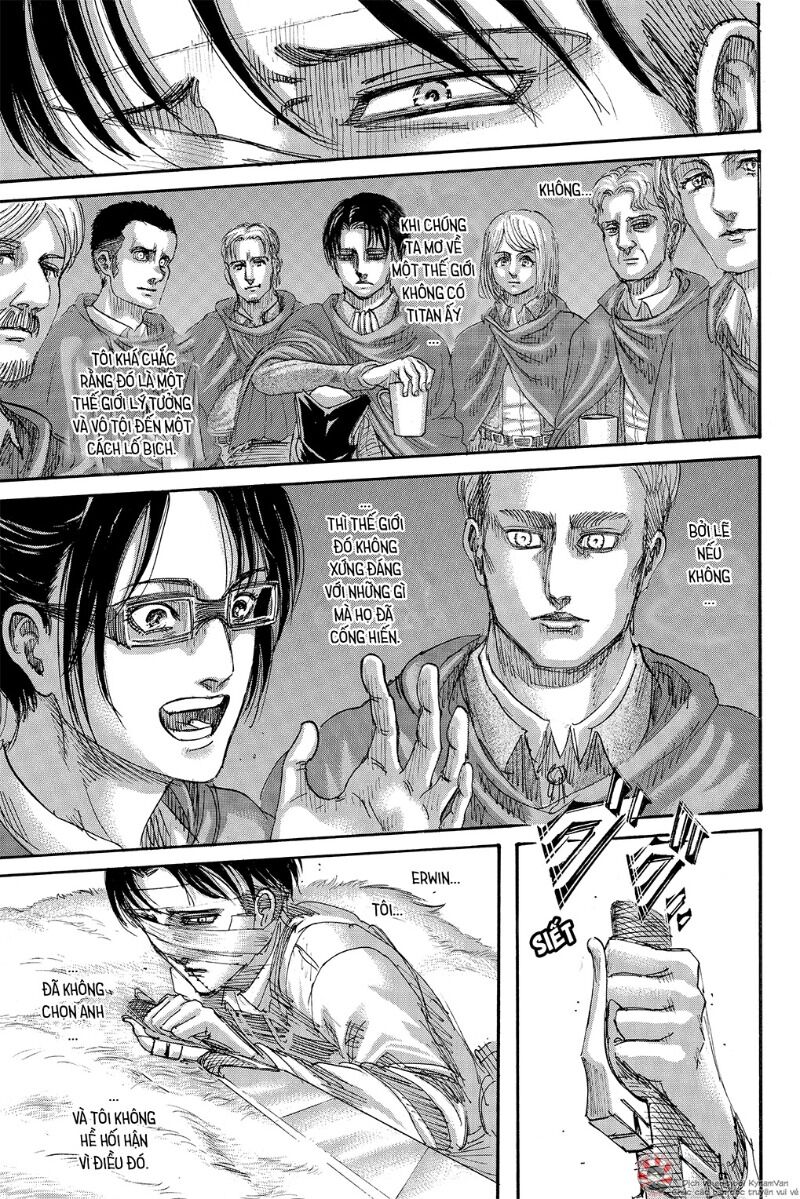 KHÔNG...
KHI CHÚNG
TA MƠ VỀ
MỘT THẾ GIỚI
KHÔNG CÓ
TITAN ẤY
...
TÔI KHÁ CHẮC
RẰNG ĐÓ LÀ MỘT
THẾ GIỚI LÝ TƯỞNG
VÀ VÔ TỘI ĐẾN MỘT
CÁCH LỐ BỊCH.
BỞI LẼ
NẾU
KHÔNG
...
...
THÌ THẾ GIỚI
ĐÓ KHÔNG
XỨNG ĐÁNG
VỚI NHỮNG GÌ
MÀ HỌ ĐÃ
CỐNG HIẾN.
ググッ
SIẾT
ERWIN...
TÔI...
...
ĐÃ KHÔNG
CHỌN ANH
...
...
VÀ TÔI KHÔNG
HỀ HỐI HẬN
VÌ ĐIỀU ĐÓ.